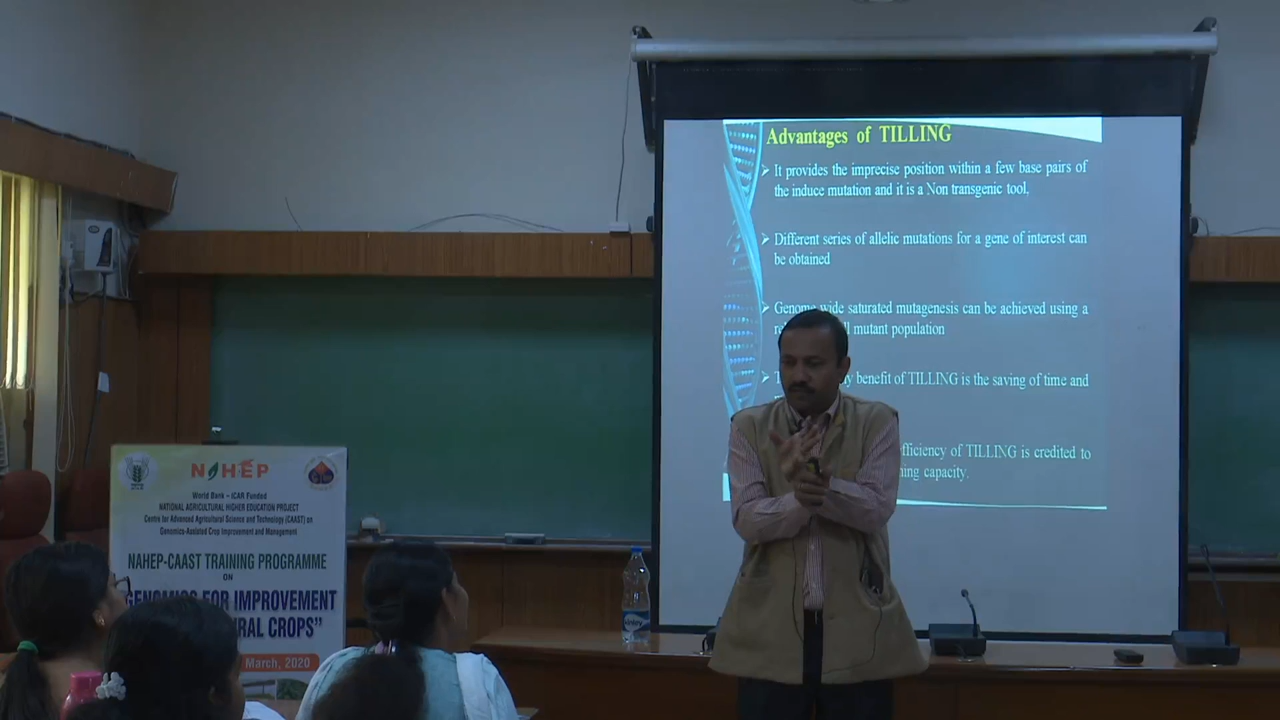 Advantages of TILLING
It provides the imprecise position within a few base pairs of
the induce mutation and it is a Non transgenic tool.
Different series of allelic mutations for a gene of interest can
be obtained
Genome wide saturated mutagenesis can be achieved using a
mutant population
benefit of TILLING is the saving of time and
efficiency of TILLING is credited to
capacity.
NAHEP
World Bank - ICAR Funded
NATIONAL AGRICULTURAL HIGHER EDUCATION PROJECT
Centre for Advanced Agricultural Science and Technology (CAAST) on
Genomics-Assisted Crop Improvement and Management
NAHEP-CAAST TRAINING PROGRAMME
ON
GENOMICS FOR IMPROVEMENT
CROPS"
March, 2020